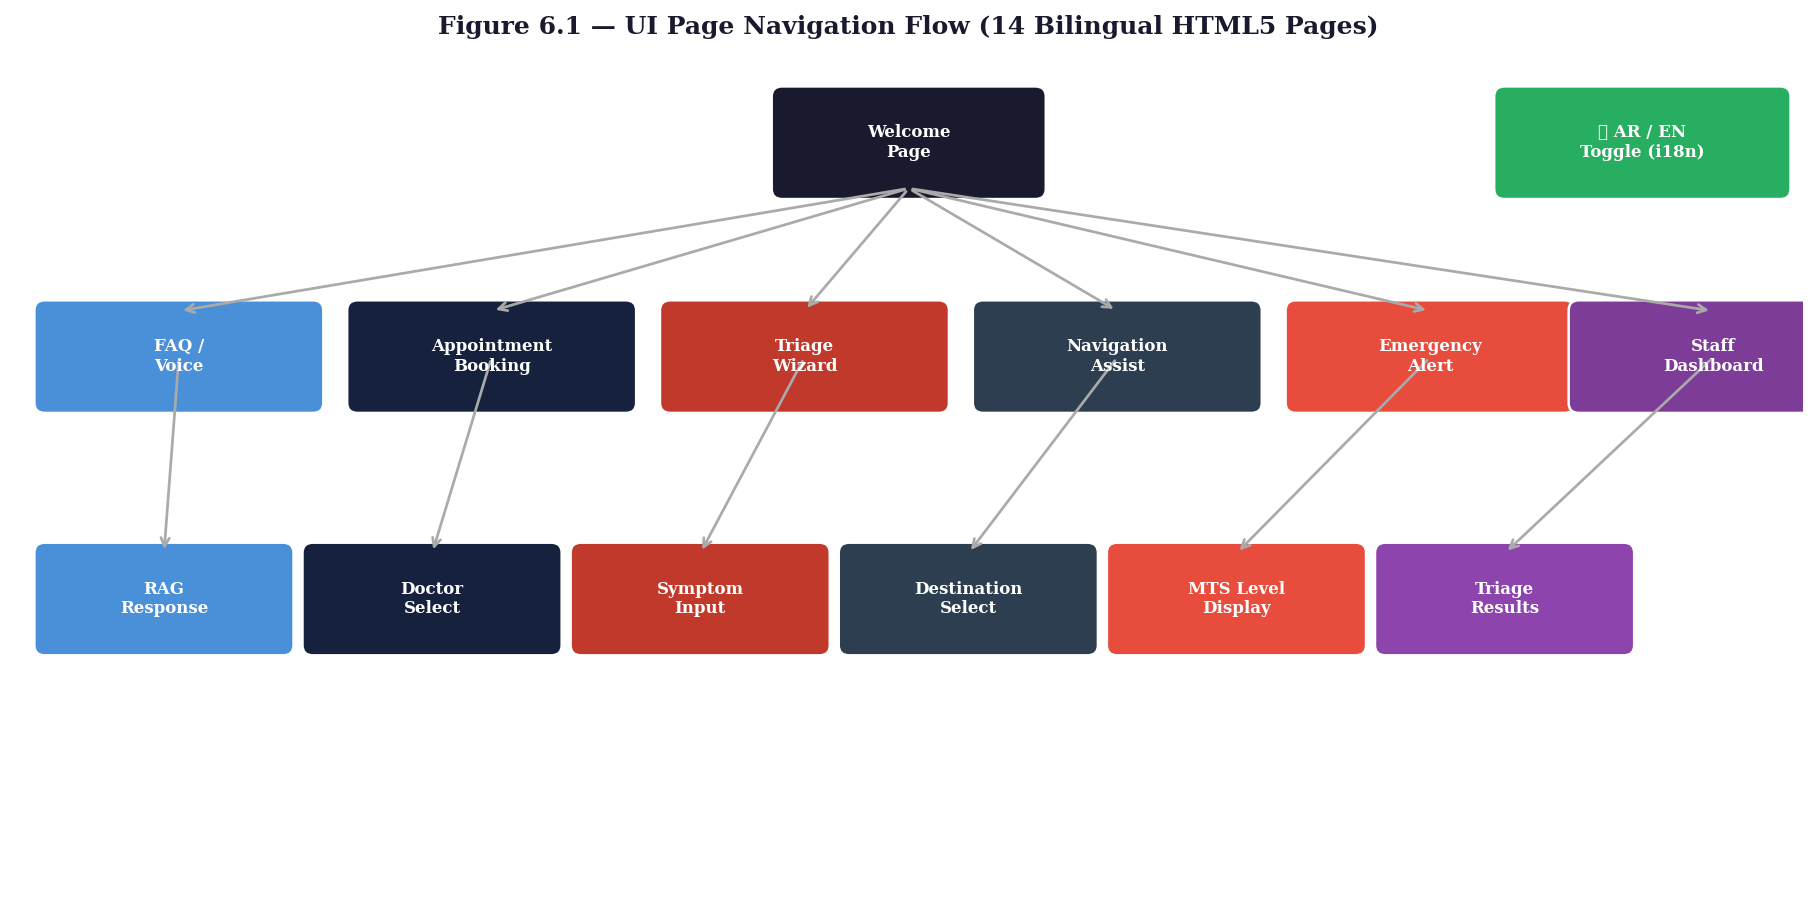 Figure 6.1 — UI Page Navigation Flow (14 Bilingual HTML5 Pages)
Welcome
Page
AR / EN
Toggle (i18n)
FAQ /
Voice
Appointment
Booking
Triage
Wizard
Navigation
Assist
Emergency
Alert
Staff
Dashboard
RAG
Response
Doctor
Select
Symptom
Input
Destination
Select
MTS Level
Display
Triage
Results